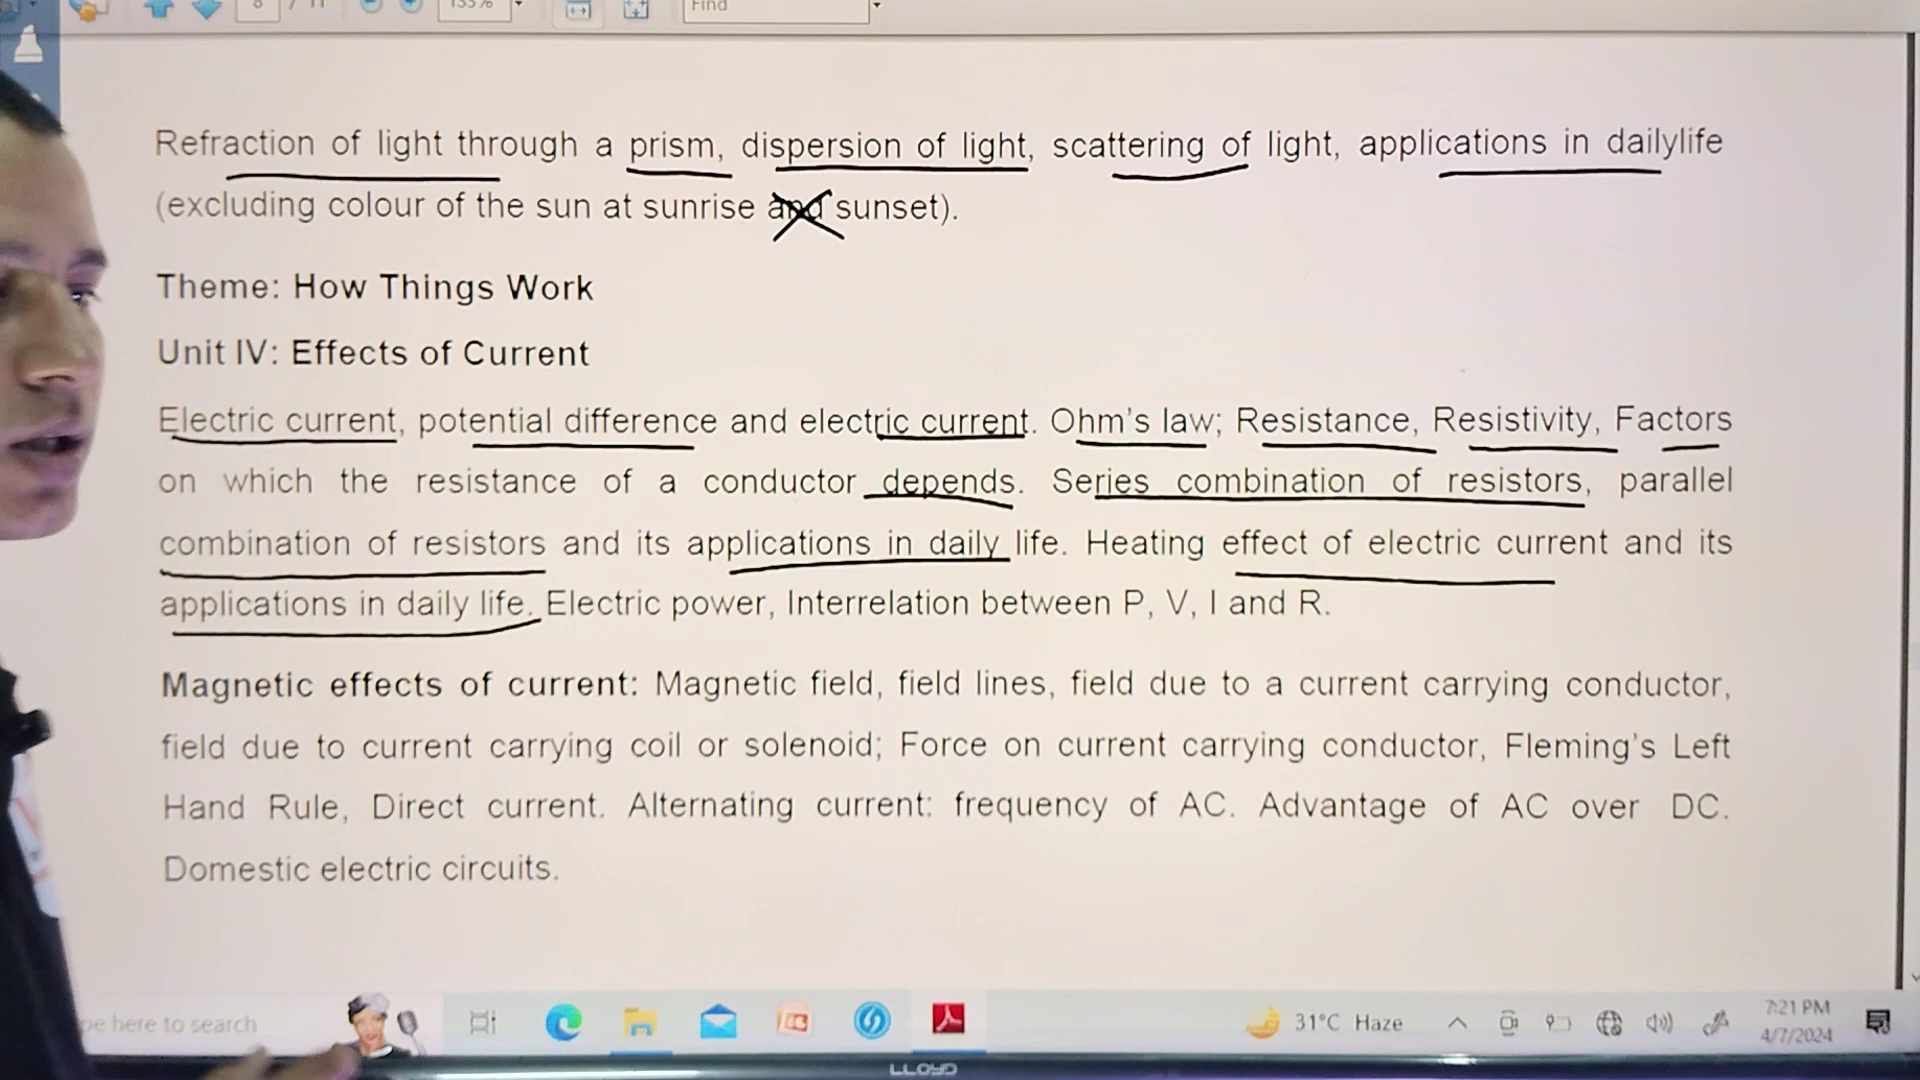 8 / 11 133% Find
Refraction of light through a prism, dispersion of light, scattering of light, applications in dailylife
(excluding colour of the sun at sunrise and sunset).
Theme: How Things Work
Unit IV: Effects of Current
Electric current, potential difference and electric current. Ohm's law; Resistance, Resistivity, Factors
on which the resistance of a conductor depends. Series combination of resistors, parallel
combination of resistors and its applications in daily life. Heating effect of electric current and its
applications in daily life. Electric power, Interrelation between P, V, I and R.
Magnetic effects of current: Magnetic field, field lines, field due to a current carrying conductor,
field due to current carrying coil or solenoid; Force on current carrying conductor, Fleming's Left
Hand Rule, Direct current. Alternating current: frequency of AC. Advantage of AC over DC.
Domestic electric circuits.
pe here to search
31°C Haze
7:21 PM
4/7/2024
LLOYD